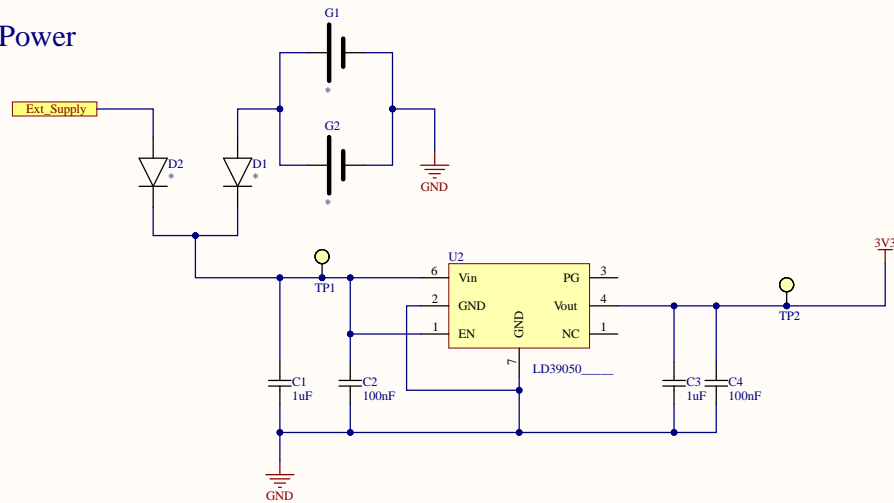 Power
G1
*
Ext_Supply
D2
*
D1
*
G2
*
GND
U2
TP1
6
Vin
2
GND
1
EN
GND
7
PG
3
Vout
4
NC
1
LD39050_____
TP2
3V3
C1
1uF
C2
100nF
C3
1uF
C4
100nF
GND